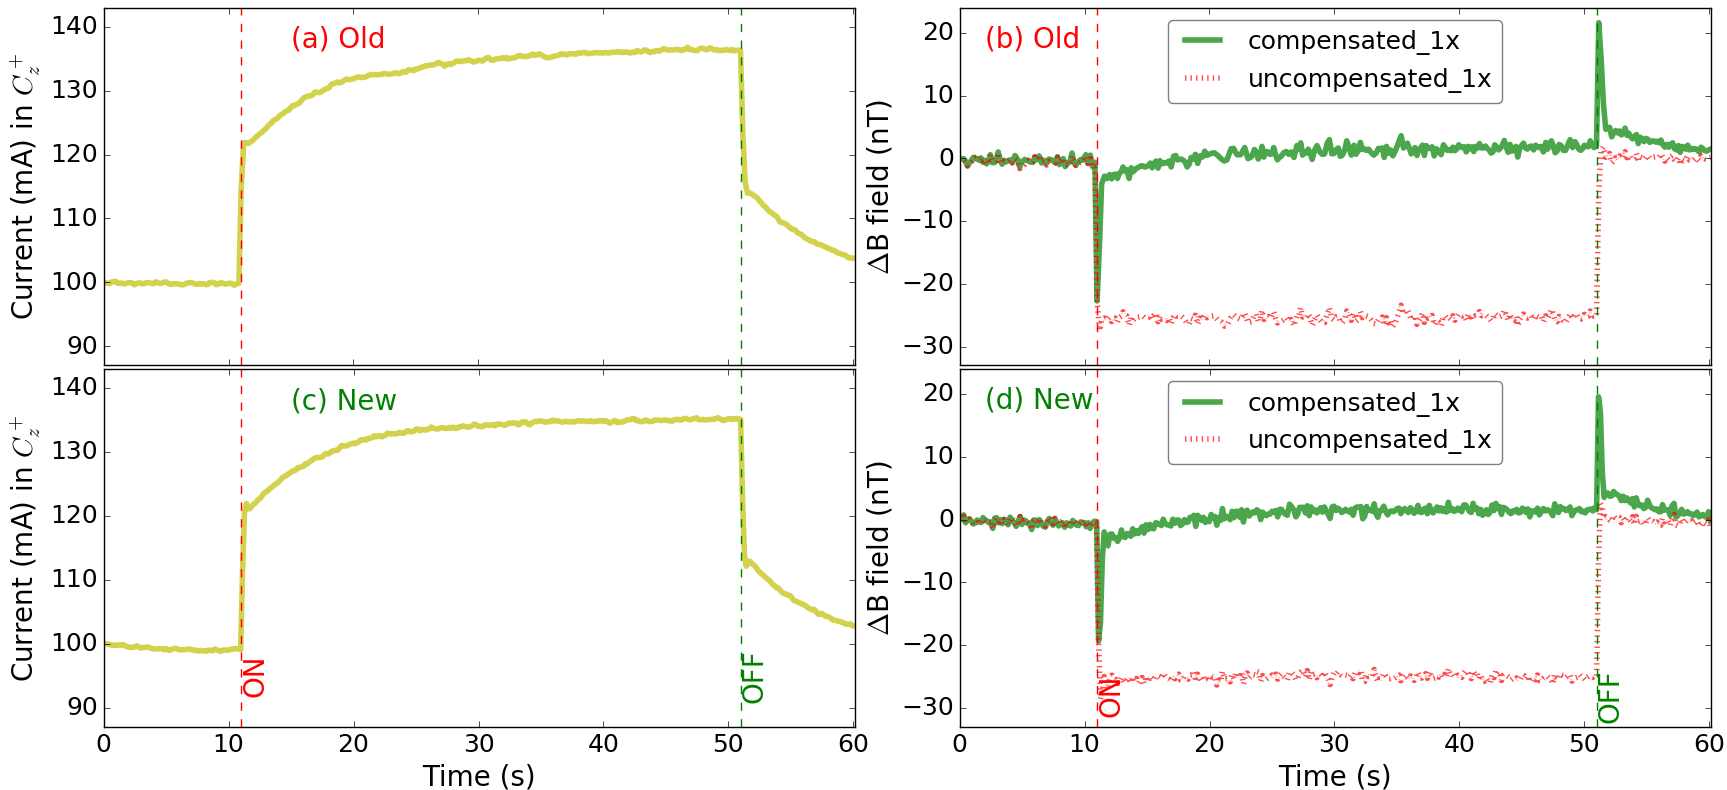 (a) Old
Current (mA) in C_z^+
140
130
120
110
100
90
(b) Old
compensated_1x
uncompensated_1x
ΔB field (nT)
20
10
0
−10
−20
−30
(c) New
Current (mA) in C_z^+
140
130
120
110
100
90
ON
OFF
0 10 20 30 40 50 60
Time (s)
(d) New
compensated_1x
uncompensated_1x
ΔB field (nT)
20
10
0
−10
−20
−30
ON
OFF
0 10 20 30 40 50 60
Time (s)